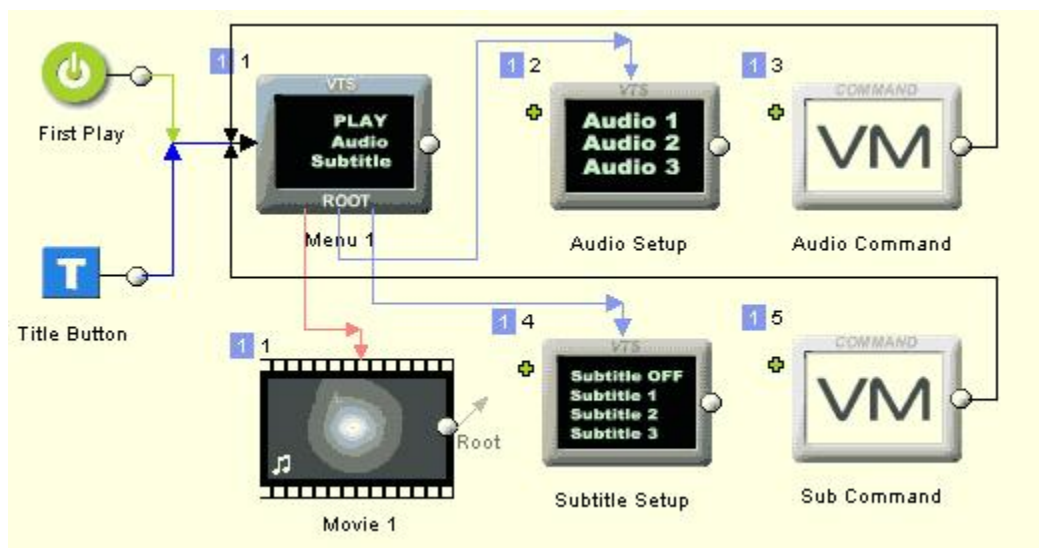 First Play
1 1
VTS
PLAY
Audio
Subtitle
ROOT
Menu 1
1 2
VTS
Audio 1
Audio 2
Audio 3
Audio Setup
1 3
COMMAND
VM
Audio Command
T
Title Button
1 1
Root
Movie 1
1 4
VTS
Subtitle OFF
Subtitle 1
Subtitle 2
Subtitle 3
Subtitle Setup
1 5
COMMAND
VM
Sub Command